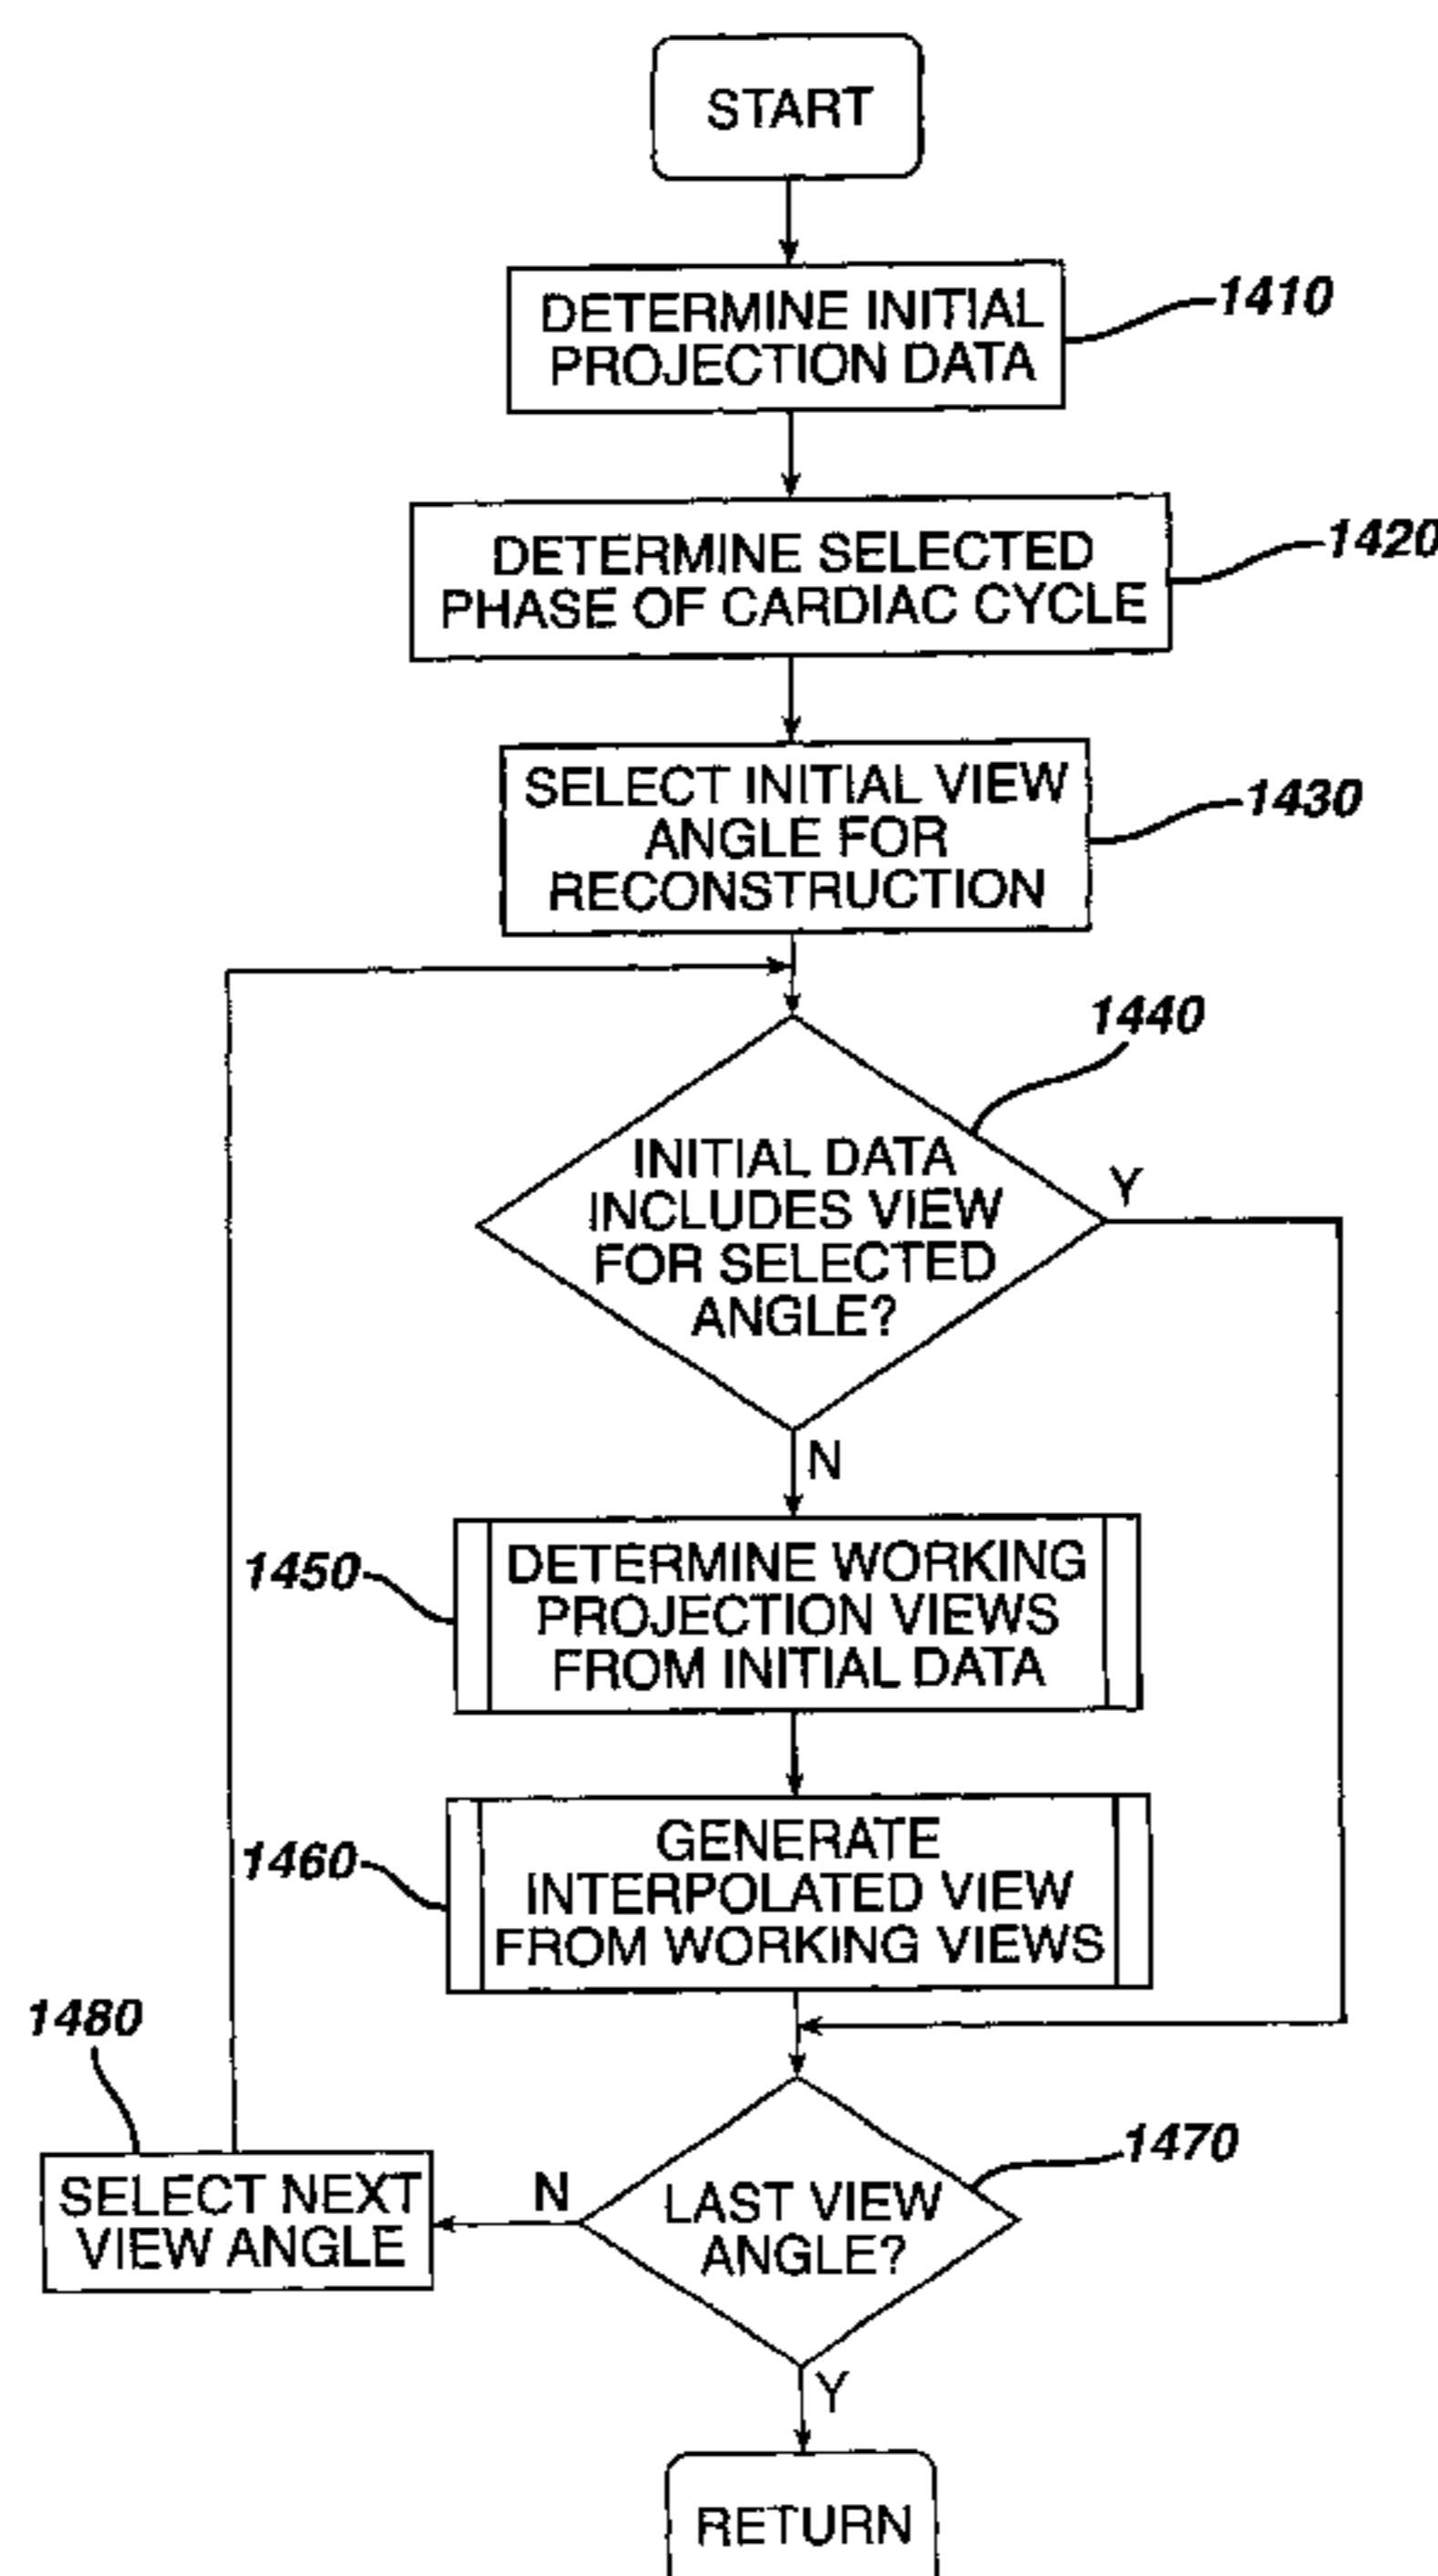 START
DETERMINE INITIAL
PROJECTION DATA
1410
DETERMINE SELECTED
PHASE OF CARDIAC CYCLE
1420
SELECT INITIAL VIEW
ANGLE FOR
RECONSTRUCTION
1430
1440
INITIAL DATA
INCLUDES VIEW
FOR SELECTED
ANGLE?
Y
N
1450
DETERMINE WORKING
PROJECTION VIEWS
FROM INITIAL DATA
1460
GENERATE
INTERPOLATED VIEW
FROM WORKING VIEWS
1480
SELECT NEXT
VIEW ANGLE
N
LAST VIEW
ANGLE?
1470
Y
RETURN